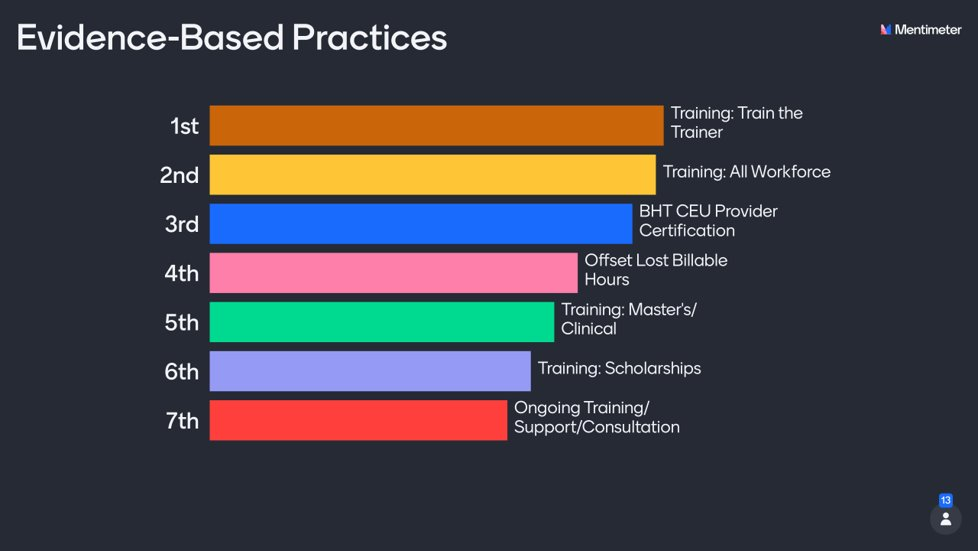 Evidence-Based Practices
Mentimeter
1st
Training: Train the
Trainer
2nd
Training: All Workforce
3rd
BHT CEU Provider
Certification
4th
Offset Lost Billable
Hours
5th
Training: Master's/
Clinical
6th
Training: Scholarships
7th
Ongoing Training/
Support/Consultation
13